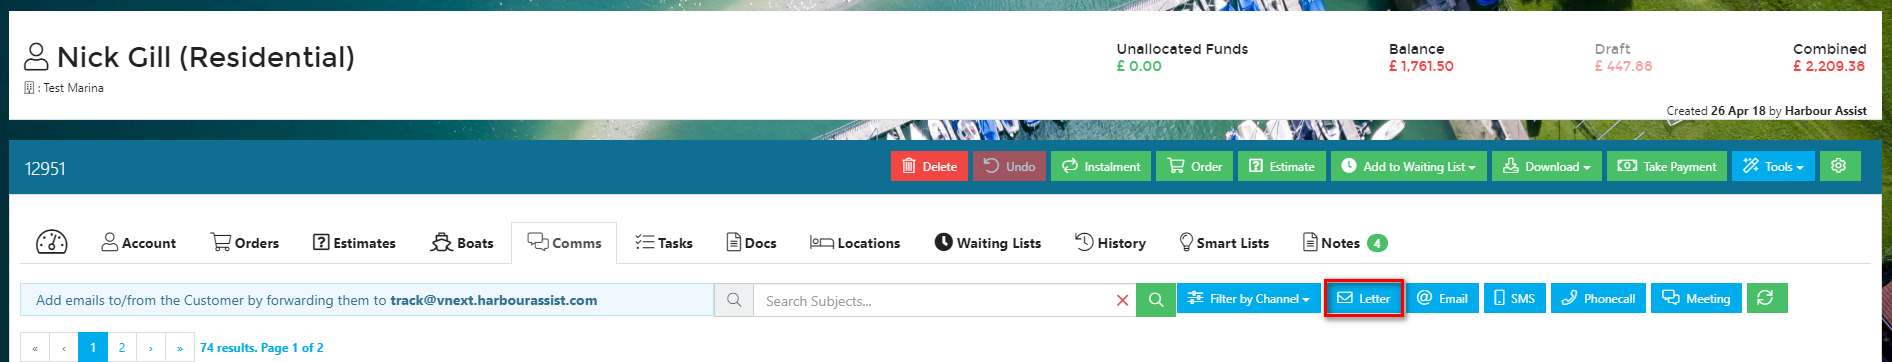 Nick Gill (Residential)
: Test Marina
Unallocated Funds
£ 0.00
Balance
£ 1,761.50
Draft
£ 447.88
Combined
£ 2,209.38
Created 26 Apr 18 by Harbour Assist
12951
Delete
Undo
Instalment
Order
Estimate
Add to Waiting List
Download
Take Payment
Tools
Account
Orders
Estimates
Boats
Comms
Tasks
Docs
Locations
Waiting Lists
History
Smart Lists
Notes 4
Add emails to/from the Customer by forwarding them to track@vnext.harbourassist.com
Search Subjects...
Filter by Channel
Letter
Email
SMS
Phonecall
Meeting
« ‹ 1 2 › »
74 results. Page 1 of 2